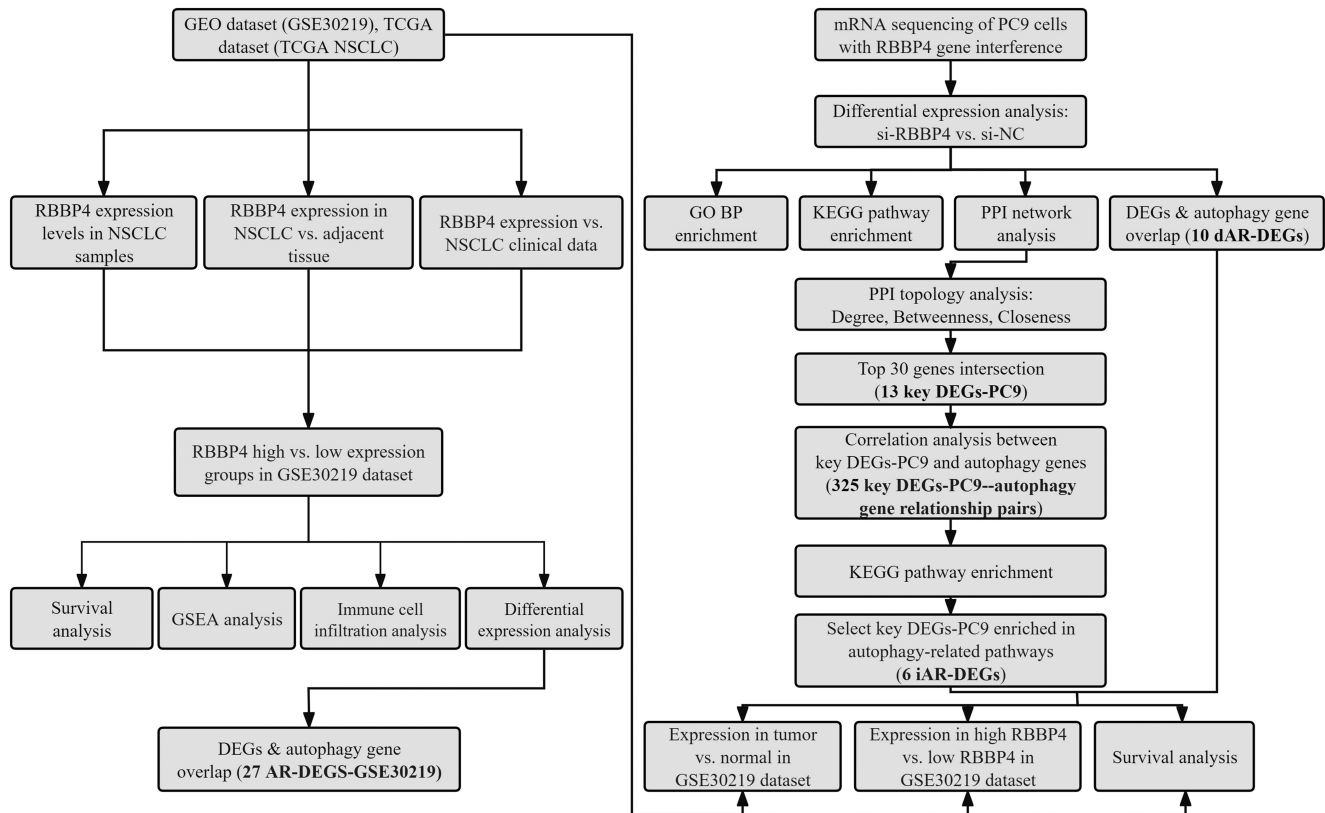 GEO dataset (GSE30219), TCGA
dataset (TCGA NSCLC)
RBBP4 expression
levels in NSCLC
samples
RBBP4 expression in
NSCLC vs. adjacent
tissue
RBBP4 expression vs.
NSCLC clinical data
RBBP4 high vs. low expression
groups in GSE30219 dataset
Survival
analysis
GSEA analysis
Immune cell
infiltration analysis
Differential
expression analysis
DEGs & autophagy gene
overlap (27 AR-DEGS-GSE30219)
mRNA sequencing of PC9 cells
with RBBP4 gene interference
Differential expression analysis:
si-RBBP4 vs. si-NC
GO BP
enrichment
KEGG pathway
enrichment
PPI network
analysis
DEGs & autophagy gene
overlap (10 dAR-DEGs)
PPI topology analysis:
Degree, Betweenness, Closeness
Top 30 genes intersection
(13 key DEGs-PC9)
Correlation analysis between
key DEGs-PC9 and autophagy genes
(325 key DEGs-PC9--autophagy
gene relationship pairs)
KEGG pathway enrichment
Select key DEGs-PC9 enriched in
autophagy-related pathways
(6 iAR-DEGs)
Expression in tumor
vs. normal in
GSE30219 dataset
Expression in high RBBP4
vs. low RBBP4 in
GSE30219 dataset
Survival analysis